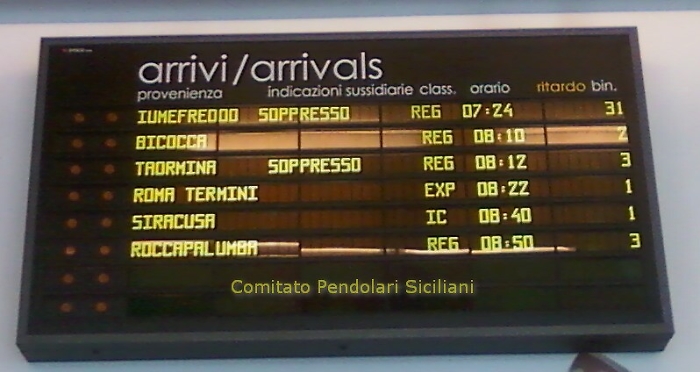 arrivi/arrivals
provenienza indicazioni sussidiarie class. orario ritardo bin.
IUMEFREDDO SOPPRESSO REG 07:24 31
BICOCCA REG 08:10 2
TAORMINA SOPPRESSO REG 08:12 3
ROMA TERMINI EXP 08:22 1
SIRACUSA IC 08:40 1
ROCCAPALUMBA REG 08:50 3
Comitato Pendolari Siciliani